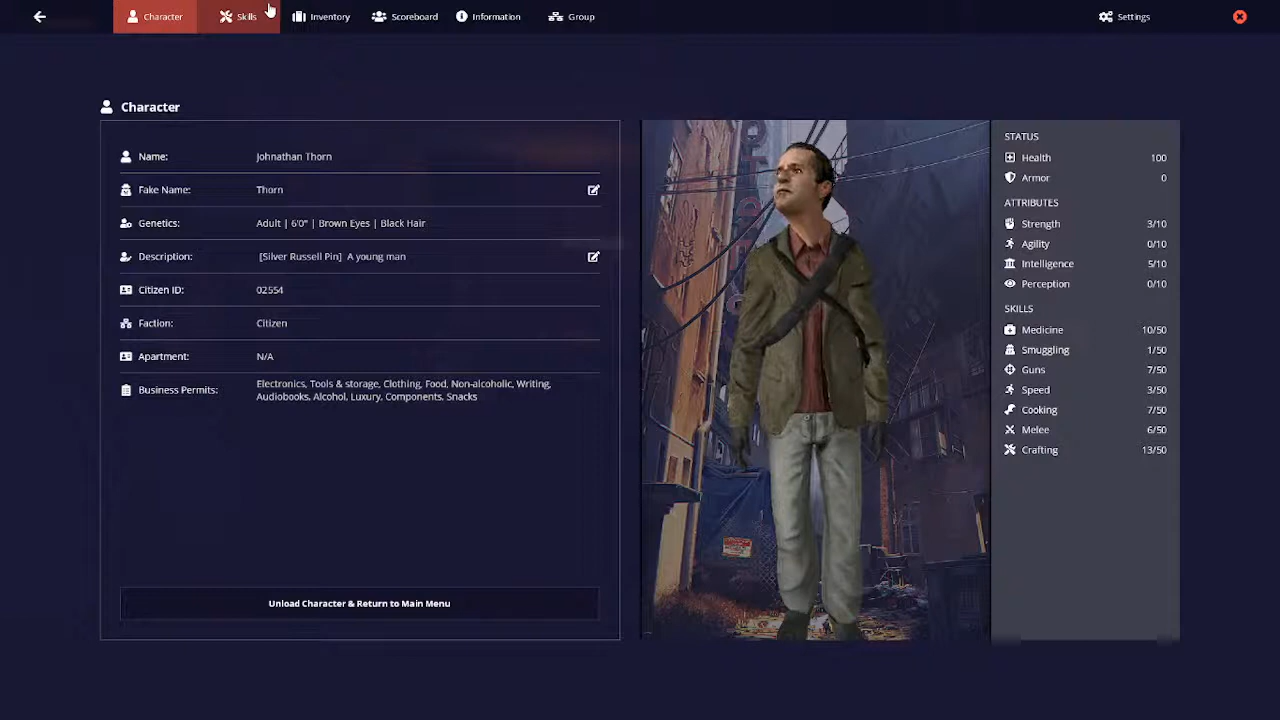 Character Skills Inventory Scoreboard Information Group Settings
Character
Name: Johnathan Thorn
Fake Name: Thorn
Genetics: Adult | 6'0" | Brown Eyes | Black Hair
Description: [Silver Russell Pin] A young man
Citizen ID: 02554
Faction: Citizen
Apartment: N/A
Business Permits: Electronics, Tools & storage, Clothing, Food, Non-alcoholic, Writing,
Audiobooks, Alcohol, Luxury, Components, Snacks
Unload Character & Return to Main Menu
STATUS
Health 100
Armor 0
ATTRIBUTES
Strength 3/10
Agility 0/10
Intelligence 5/10
Perception 0/10
SKILLS
Medicine 10/50
Smuggling 1/50
Guns 7/50
Speed 3/50
Cooking 7/50
Melee 6/50
Crafting 13/50